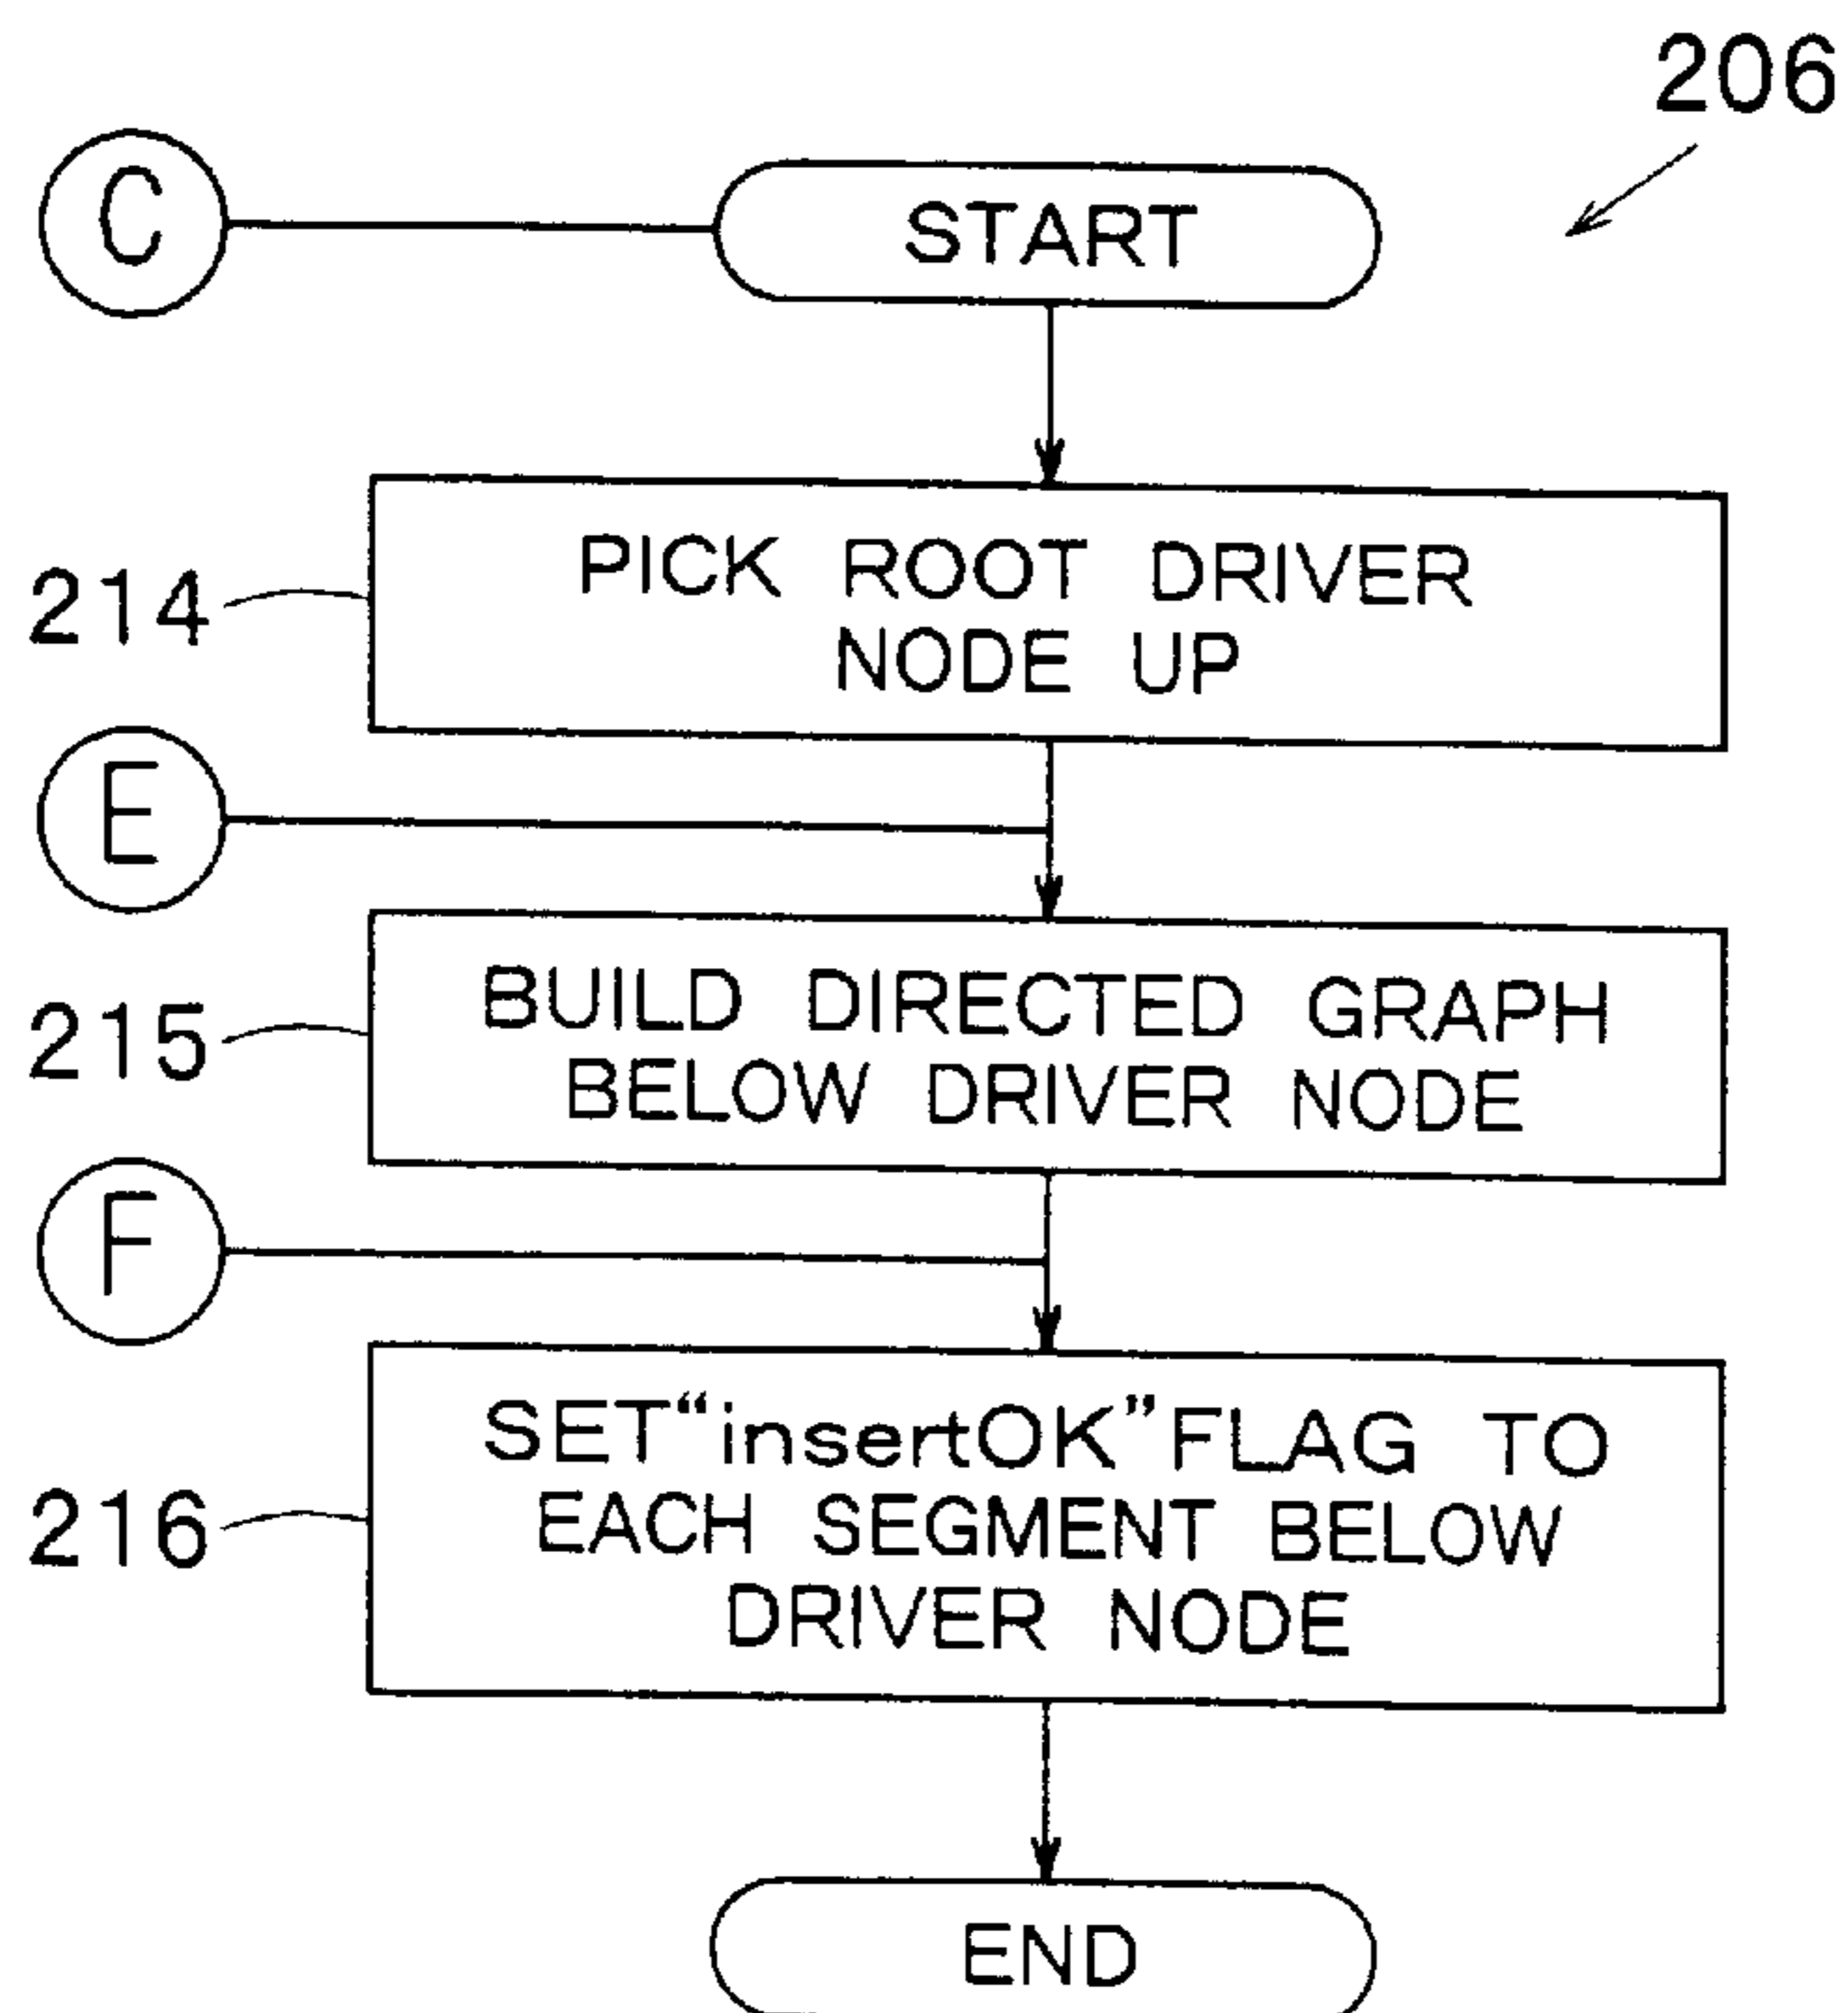 206
C
START
214
PICK ROOT DRIVER
NODE UP
E
215
BUILD DIRECTED GRAPH
BELOW DRIVER NODE
F
216
SET“insertOK”FLAG TO
EACH SEGMENT BELOW
DRIVER NODE
END